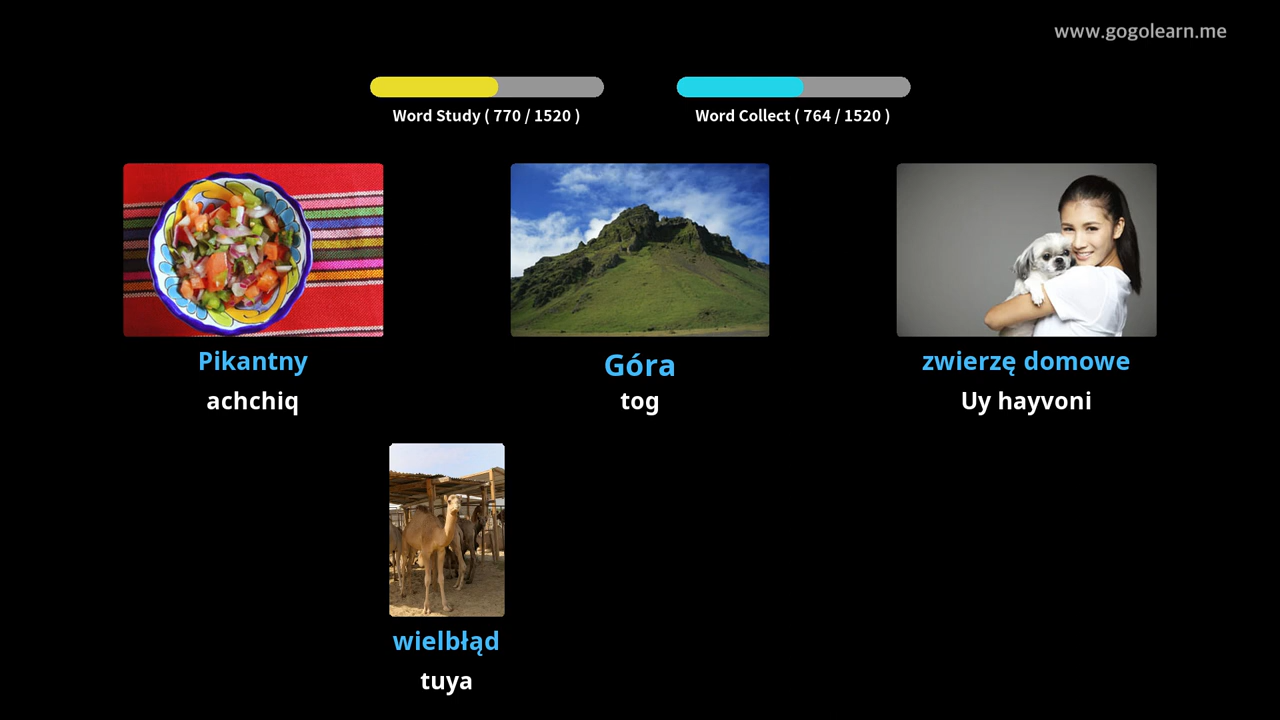 www.gogolearn.me
Word Study ( 770 / 1520 )
Word Collect ( 764 / 1520 )
Pikantny
achchiq
Góra
tog
zwierzę domowe
Uy hayvoni
wielbłąd
tuya